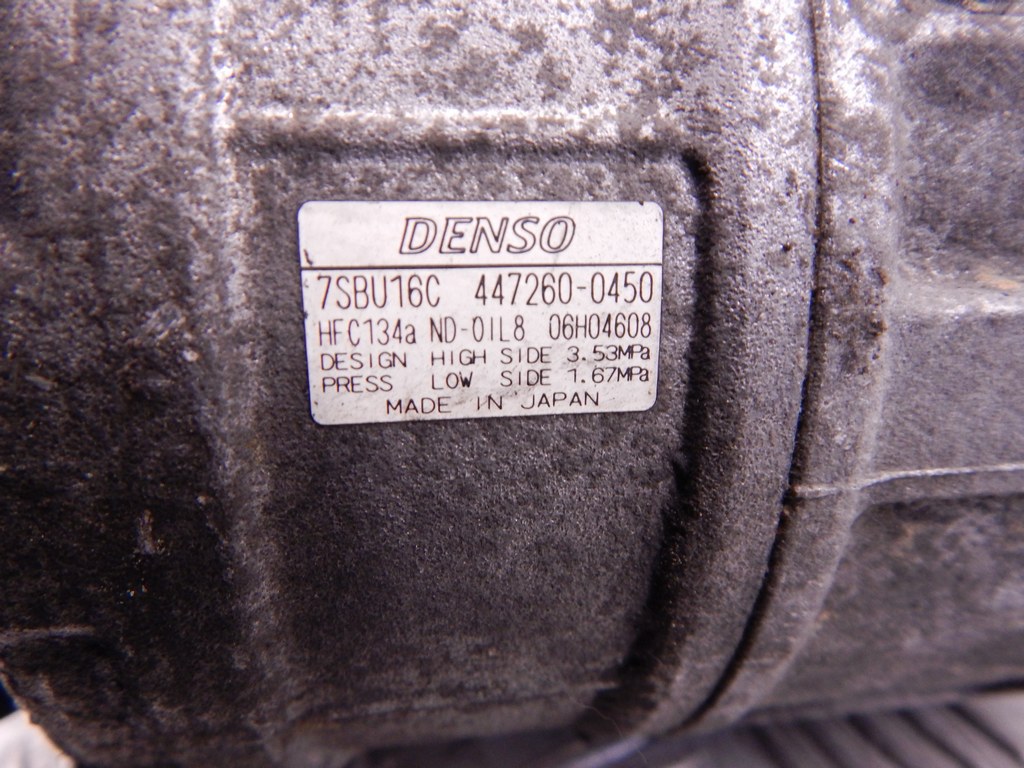 DENSO
7SBU16C 447260-0450
HFC134a ND-OIL8 06H04608
DESIGN HIGH SIDE 3.53MPa
PRESS LOW SIDE 1.67MPa
MADE IN JAPAN